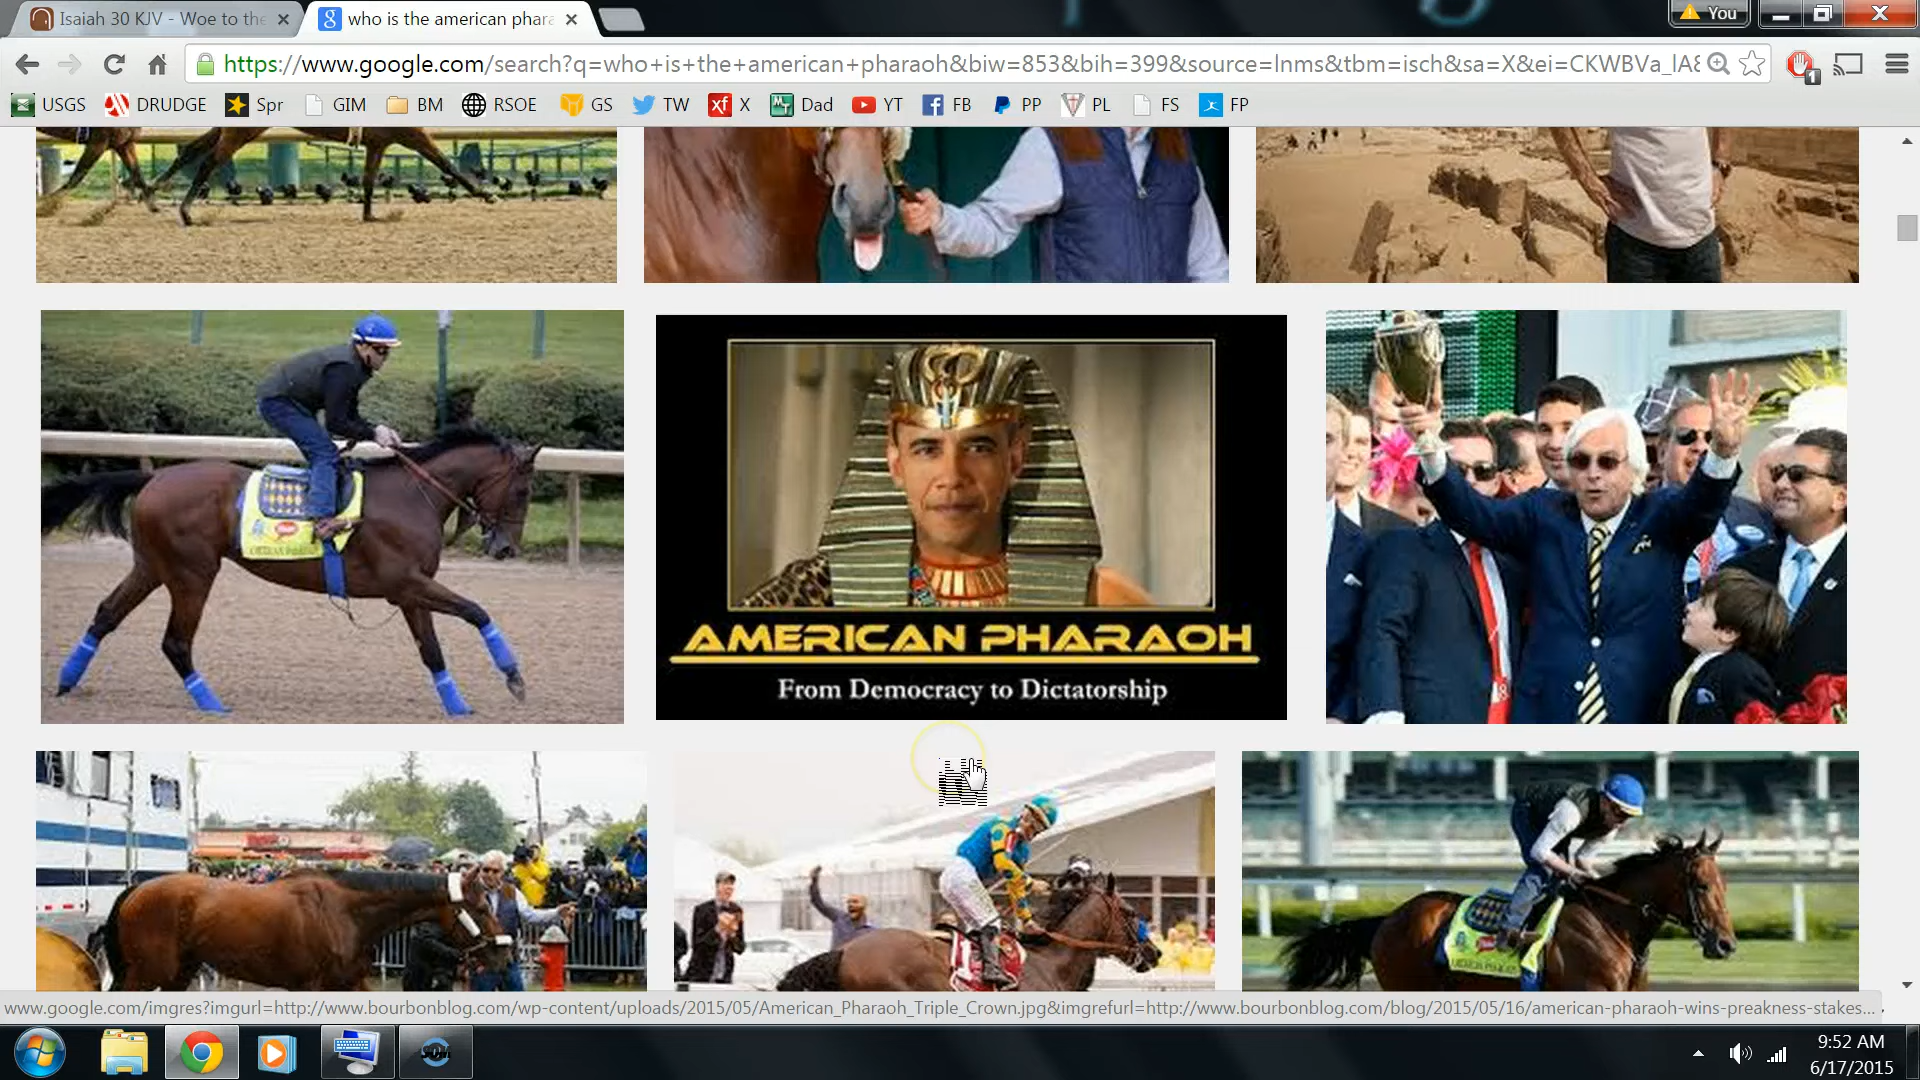 Isaiah 30 KJV - Woe to the
who is the american phara
You
https://www.google.com/search?q=who+is+the+american+pharaoh&biw=853&bih=399&source=lnms&tbm=isch&sa=X&ei=CKWBVa_lA8
1
USGS DRUDGE Spr GIM BM RSOE GS TW X Dad YT FB PP PL FS FP
AMERICAN PHARAOH
From Democracy to Dictatorship
www.google.com/imgres?imgurl=http://www.bourbonblog.com/wp-content/uploads/2015/05/American_Pharaoh_Triple_Crown.jpg&imgrefurl=http://www.bourbonblog.com/blog/2015/05/16/american-pharaoh-wins-preakness-stakes...
9:52 AM
6/17/2015